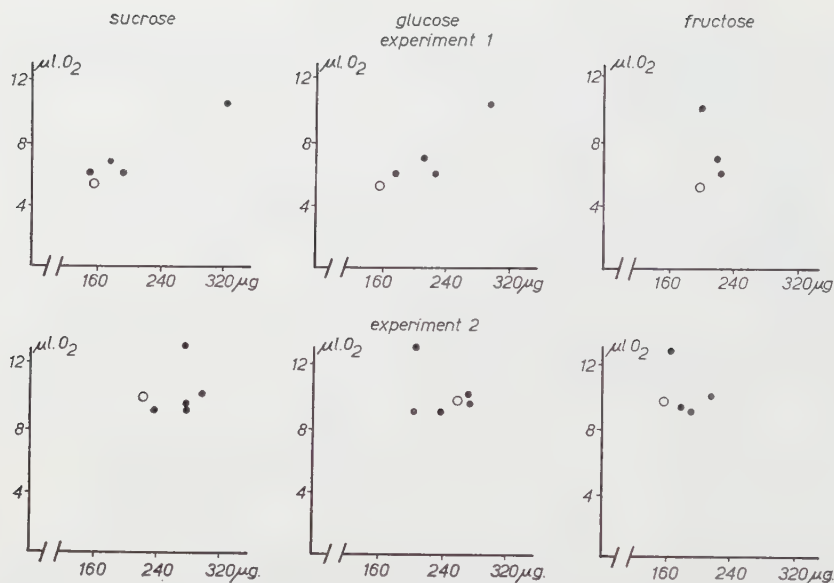 sucrose glucose fructose
experiment 1
μl.O2 μl.O2 μl.O2
12 12 12
8 8 8
4 4 4
160 240 320μg 160 240 320μg 160 240 320μg.
experiment 2
μl.O2 μl.O2 μl.O2
12 12 12
8 8 8
4 4 4
160 240 320μg. 160 240 320μg. 160 240 320μg.